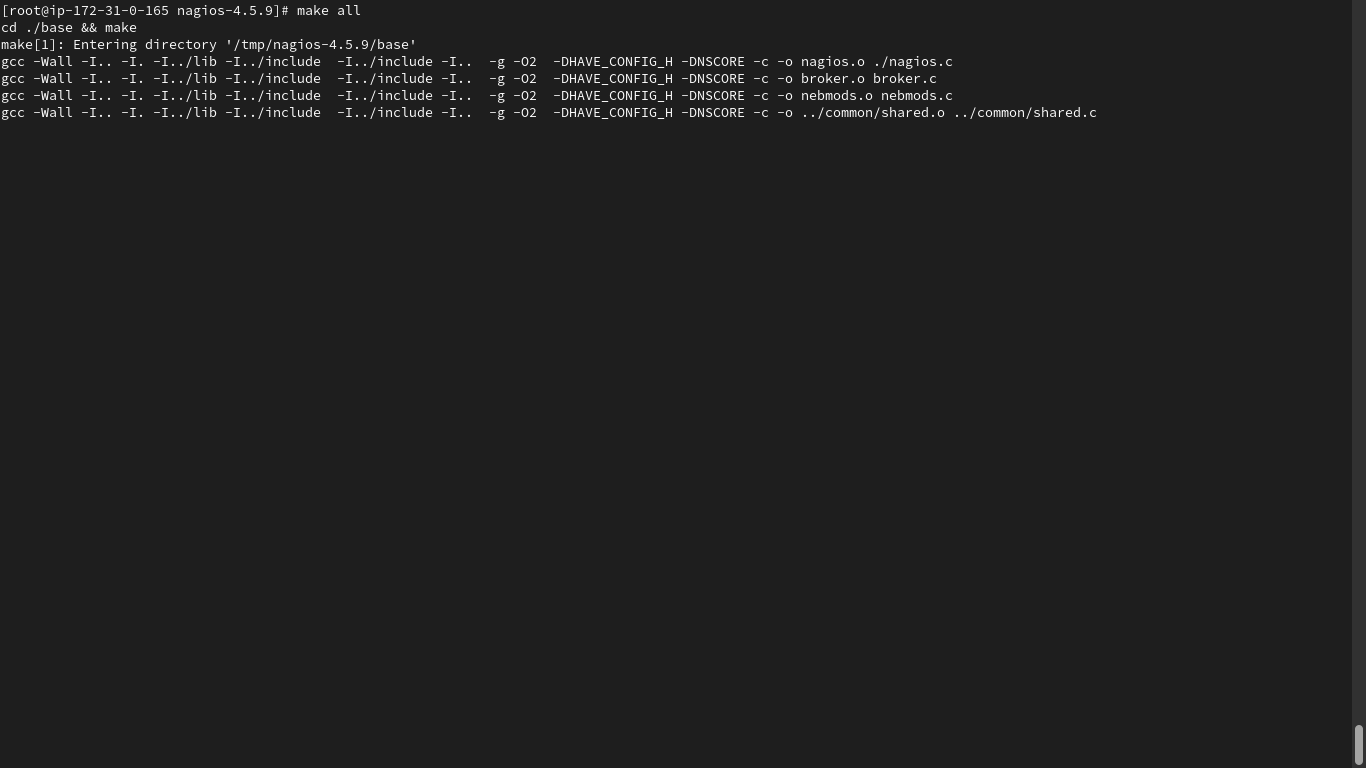 [root@ip-172-31-0-165 nagios-4.5.9]# make all
cd ./base && make
make[1]: Entering directory '/tmp/nagios-4.5.9/base'
gcc -Wall -I.. -I. -I../lib -I../include  -I../include -I..  -g -O2  -DHAVE_CONFIG_H -DNSCORE -c -o nagios.o ./nagios.c
gcc -Wall -I.. -I. -I../lib -I../include  -I../include -I..  -g -O2  -DHAVE_CONFIG_H -DNSCORE -c -o broker.o broker.c
gcc -Wall -I.. -I. -I../lib -I../include  -I../include -I..  -g -O2  -DHAVE_CONFIG_H -DNSCORE -c -o nebmods.o nebmods.c
gcc -Wall -I.. -I. -I../lib -I../include  -I../include -I..  -g -O2  -DHAVE_CONFIG_H -DNSCORE -c -o ../common/shared.o ../common/shared.c